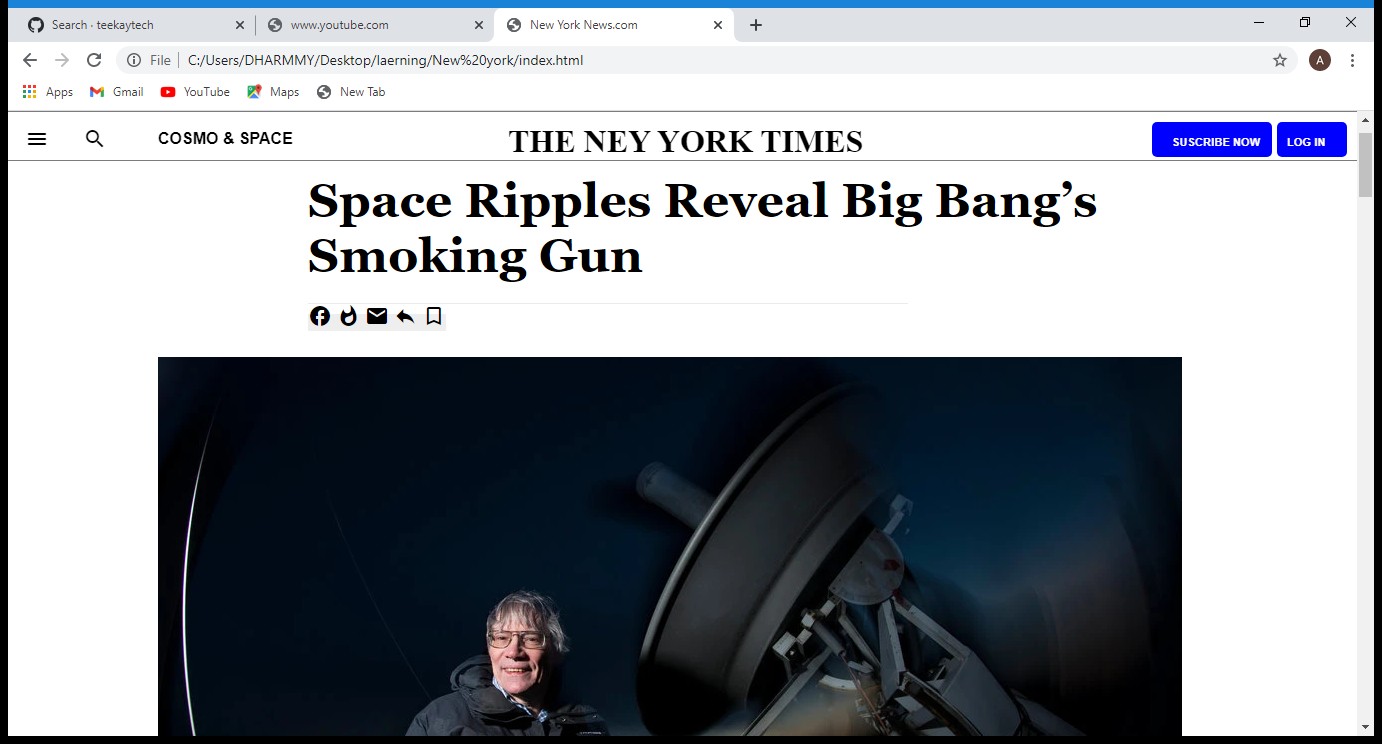 Search · teekaytech
www.youtube.com
New York News.com
File
C:/Users/DHARMMY/Desktop/laerning/New%20york/index.html
A
Apps
Gmail
YouTube
Maps
New Tab
COSMO & SPACE
THE NEY YORK TIMES
SUSCRIBE NOW
LOG IN
Space Ripples Reveal Big Bang’s
Smoking Gun